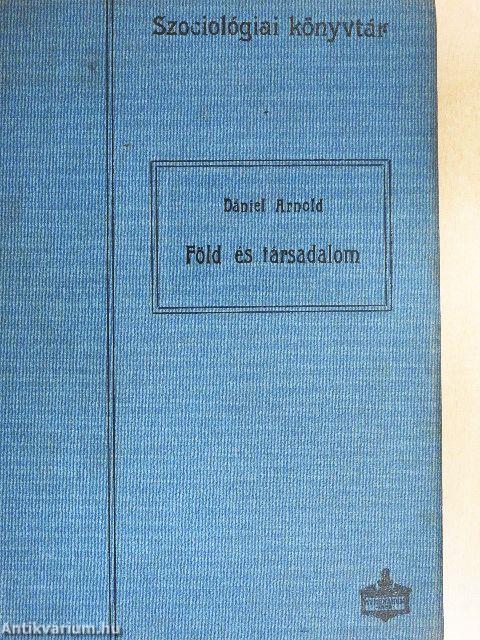 Szociológiai könyvtár
Dániel Arnold
Föld és társadalom
Antikvarium.hu